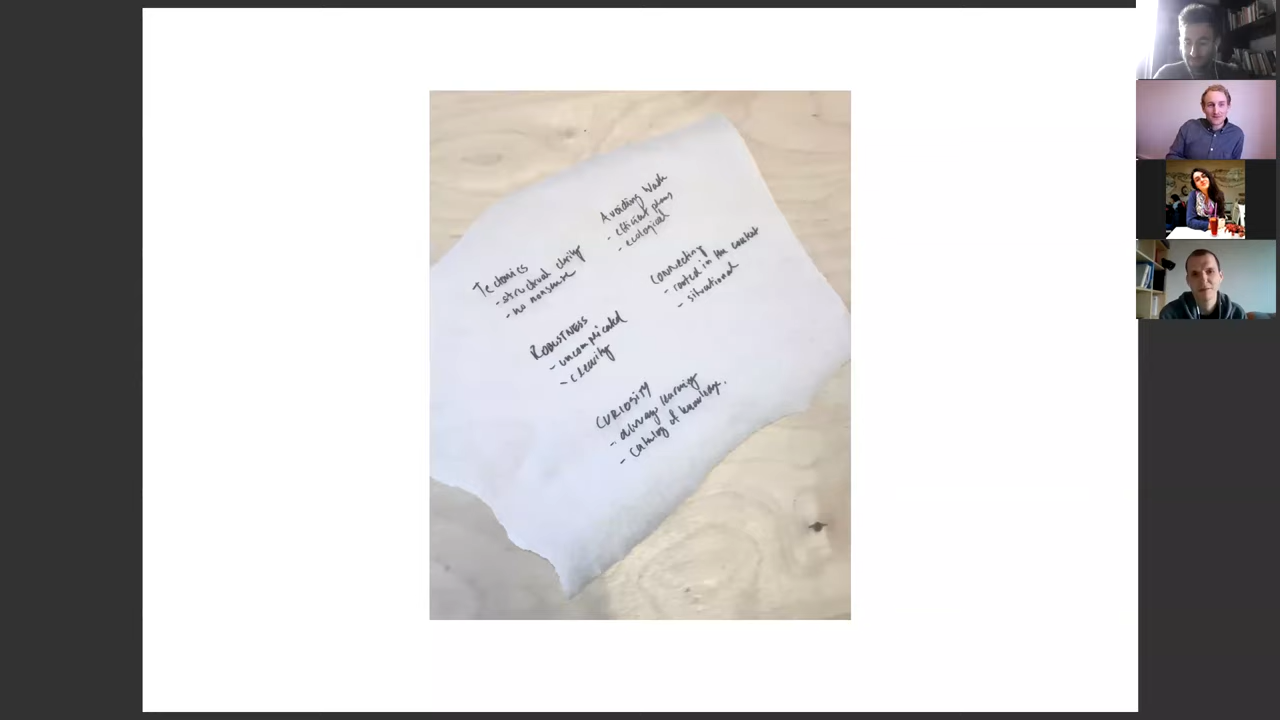 Avoiding Waste
- efficient plans
- ecological
Tectonics
- structural clarity
- no nonsense
Connecting
- rooted in the context
- situational
ROBUSTNESS
- uncomplicated
- clearity
CURIOSITY
- always learning
- catalog of knowledge.